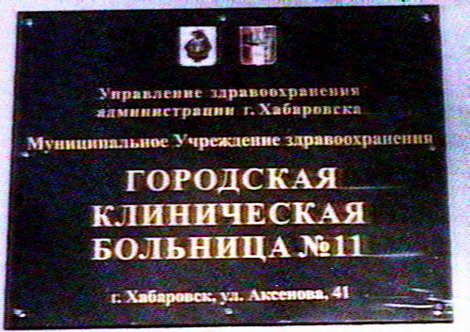 Управление здравоохранения
администрации г. Хабаровска
Муниципальное Учреждение здравоохранения
ГОРОДСКАЯ
КЛИНИЧЕСКАЯ
БОЛЬНИЦА №11
г. Хабаровск, ул. Аксенова, 41